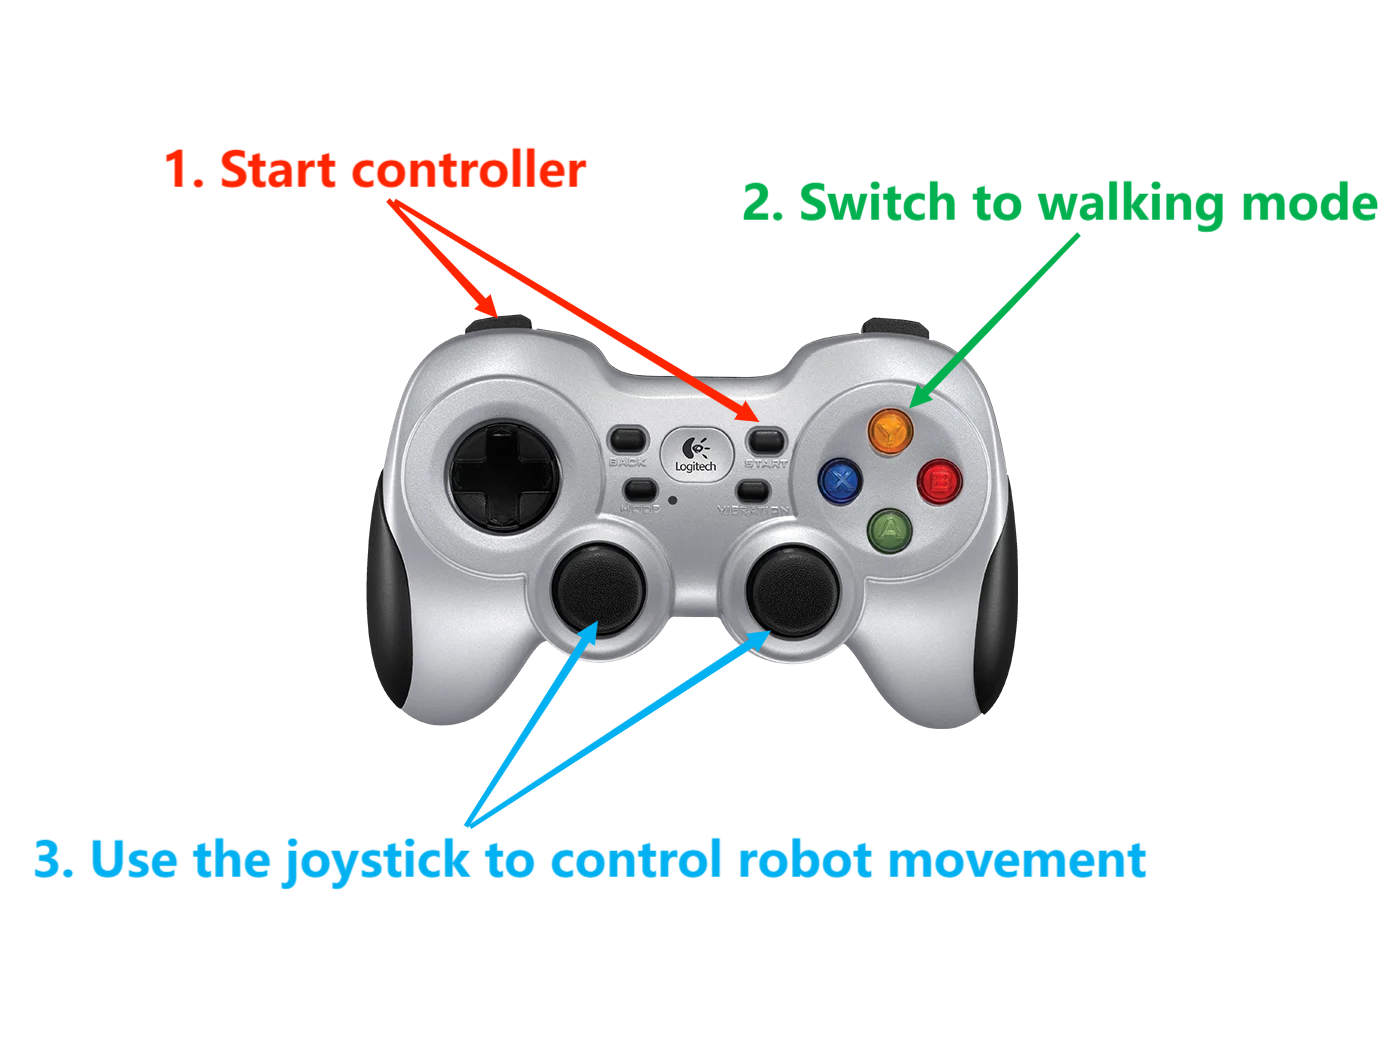 1. Start controller
2. Switch to walking mode
BACK
Logitech
START
Y
X
B
MODE
VIBRATION
A
3. Use the joystick to control robot movement